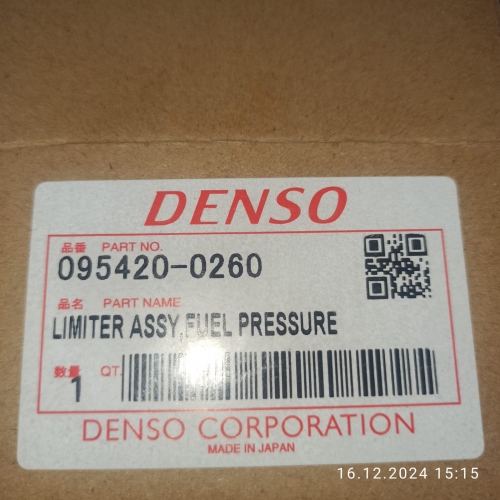 DENSO
品番 PART NO.
095420-0260
品名 PART NAME
LIMITER ASSY,FUEL PRESSURE
数量 QT.
1
DENSO CORPORATION
MADE IN JAPAN
16.12.2024 15:15